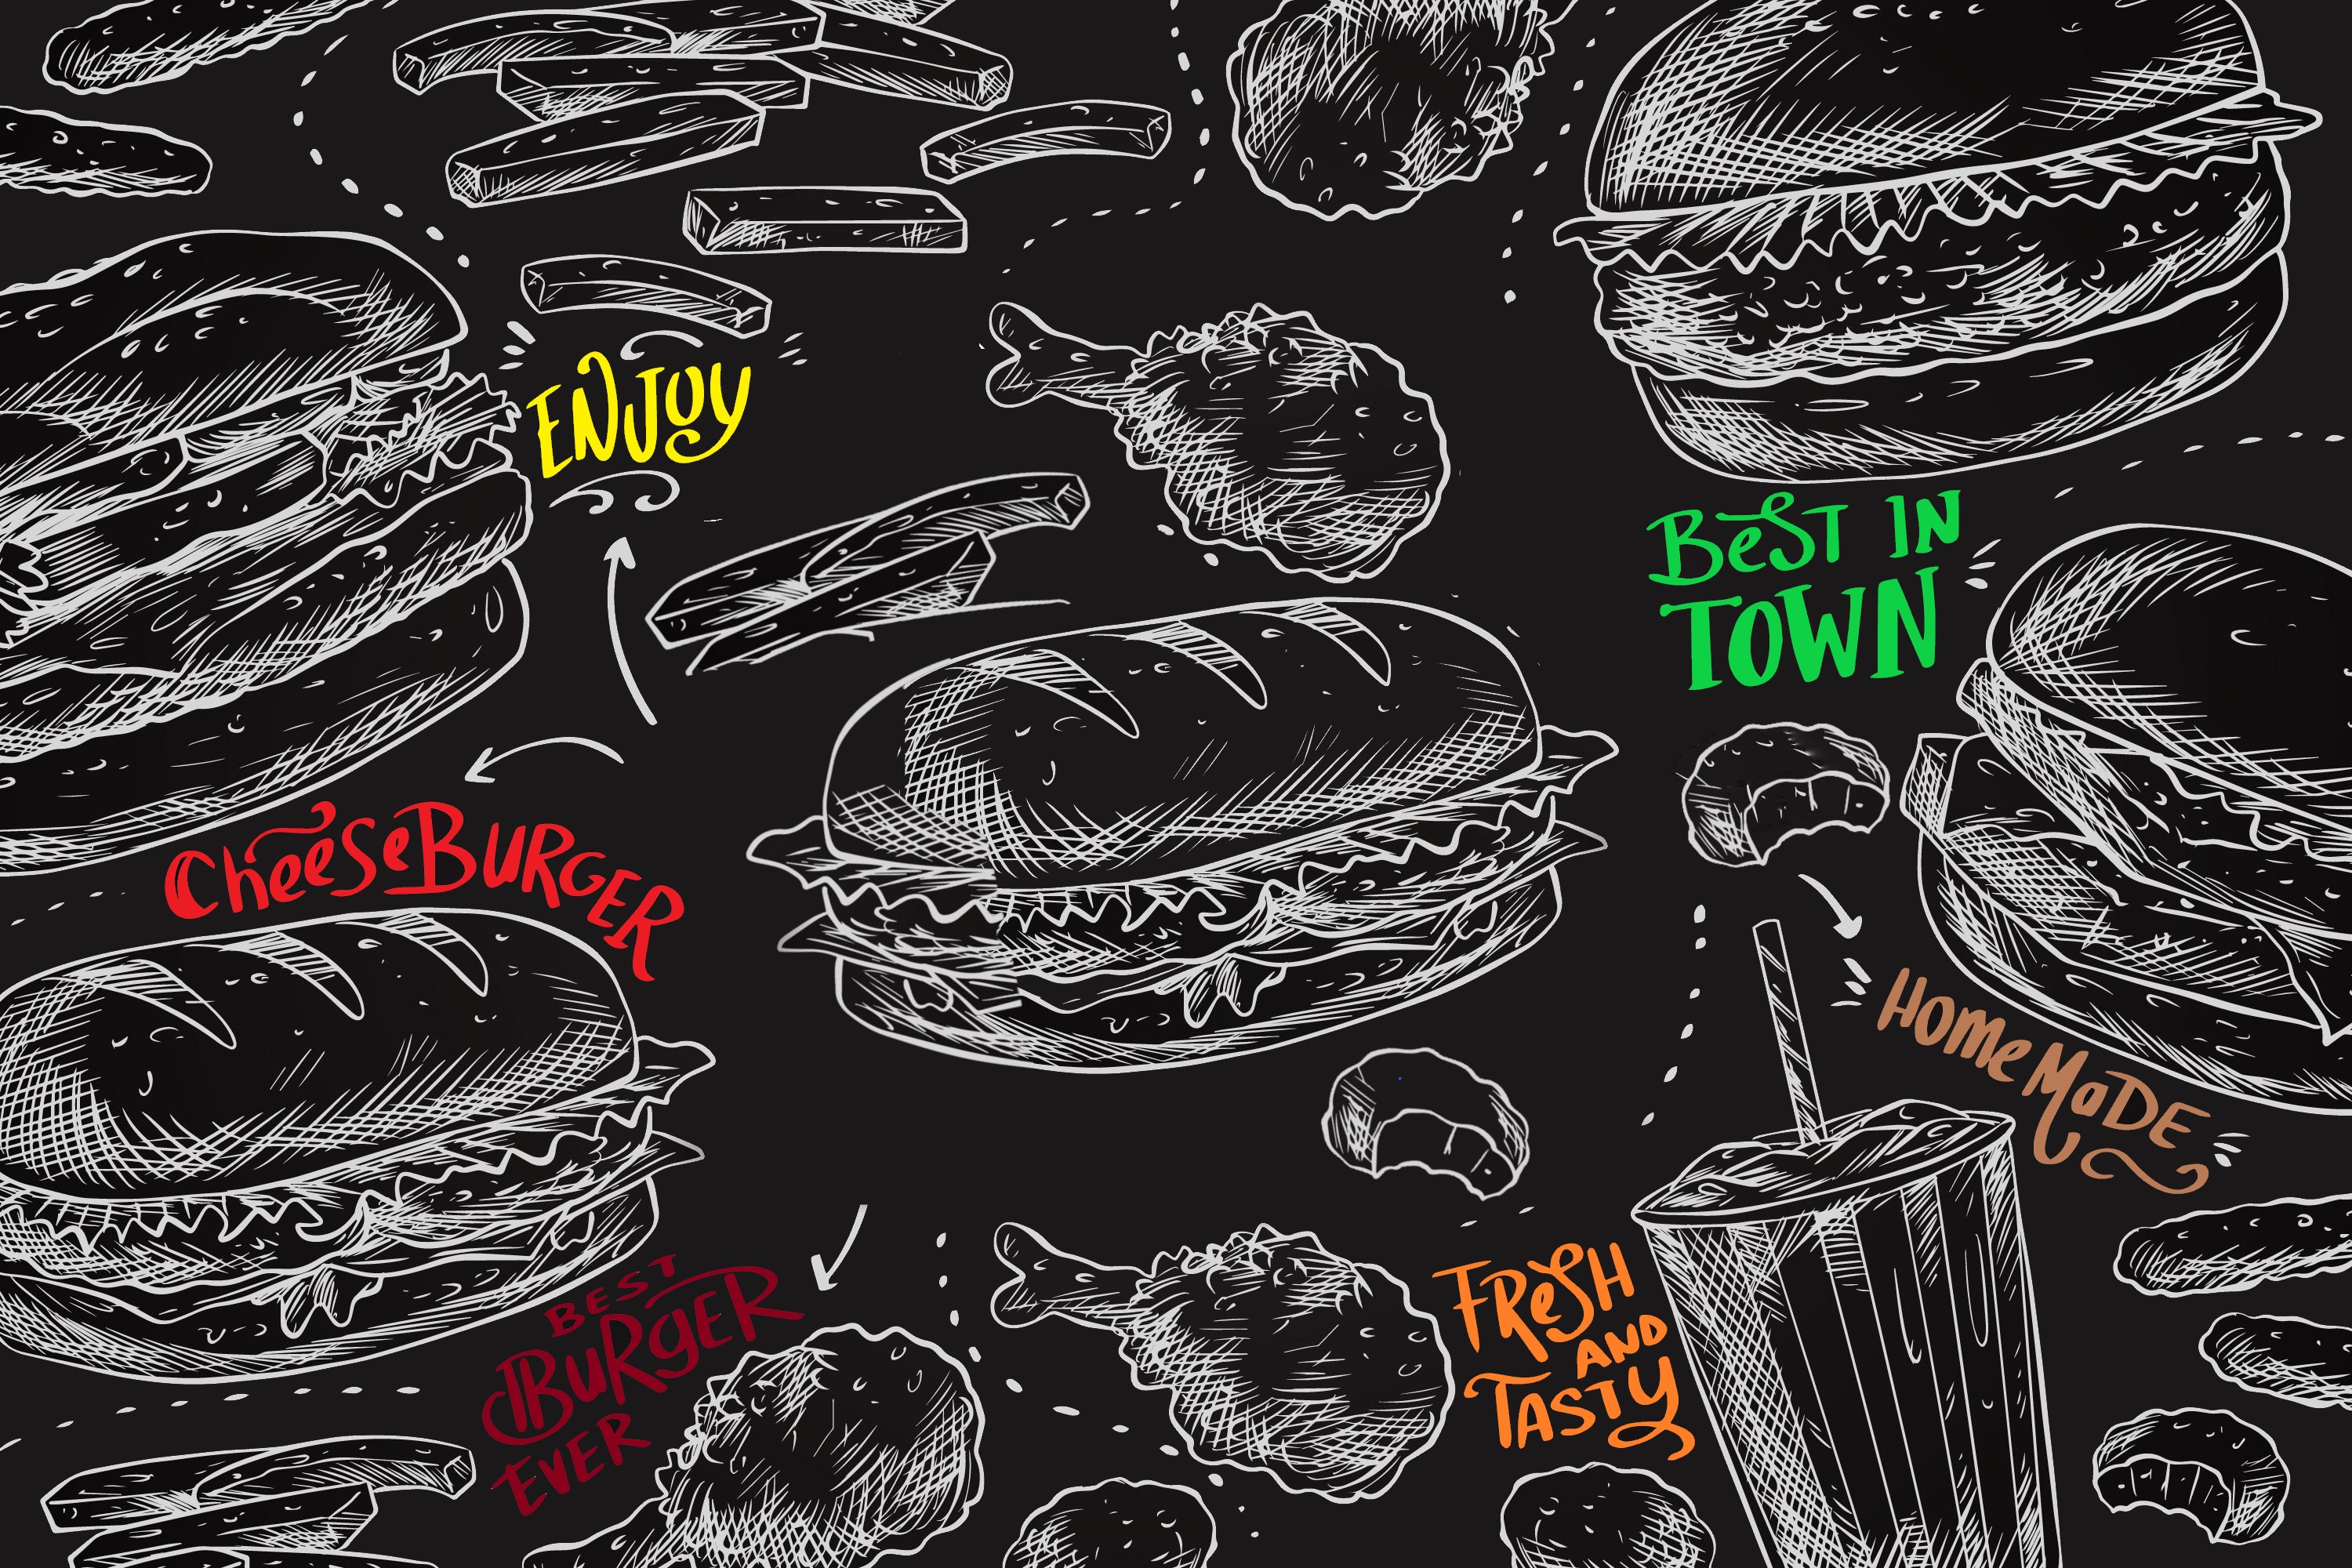 ENJOY
BeST IN
TOWN
CheeSeBURGER
HOMeMaDE
BEST
BURgER
EVER
FReSH
AND
TASTY